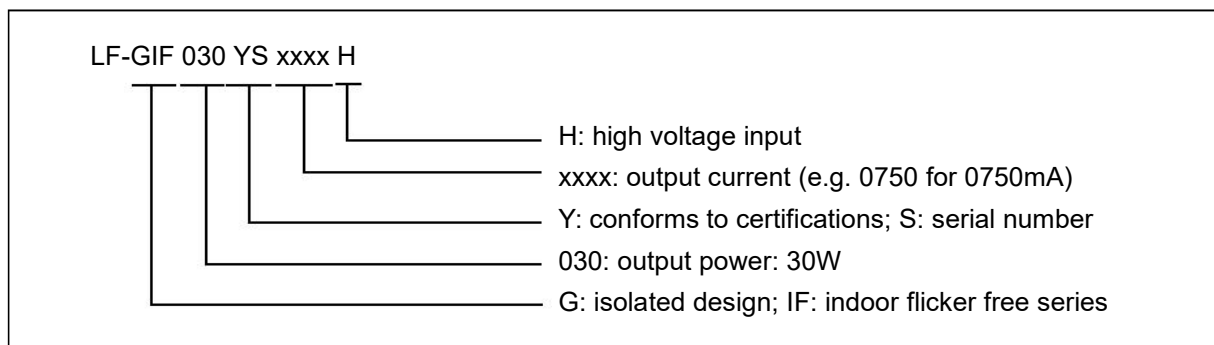 LF-GIF 030 YS xxxx H
H: high voltage input
xxxx: output current (e.g. 0750 for 0750mA)
Y: conforms to certifications; S: serial number
030: output power: 30W
G: isolated design; IF: indoor flicker free series